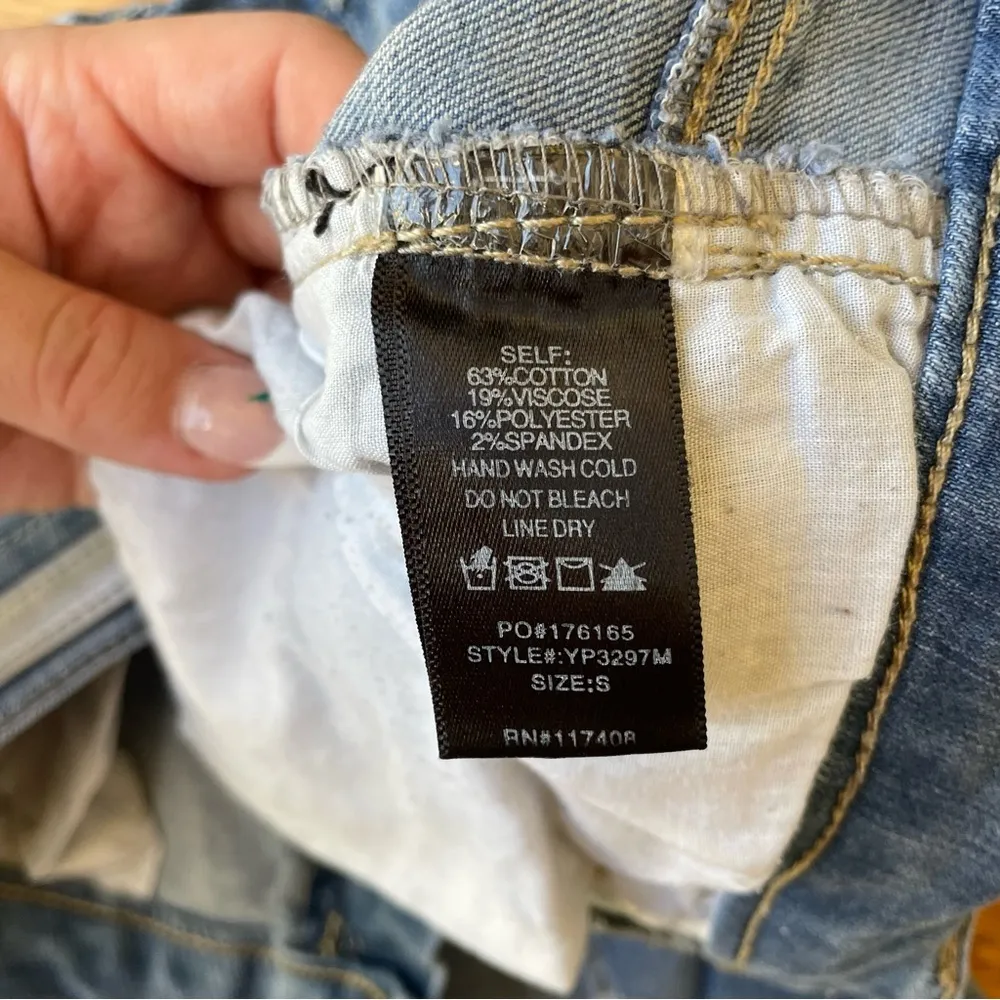 SELF:
63%COTTON
19%VISCOSE
16%POLYESTER
2%SPANDEX
HAND WASH COLD
DO NOT BLEACH
LINE DRY
PO#176165
STYLE#:YP3297M
SIZE:S
RN#117408